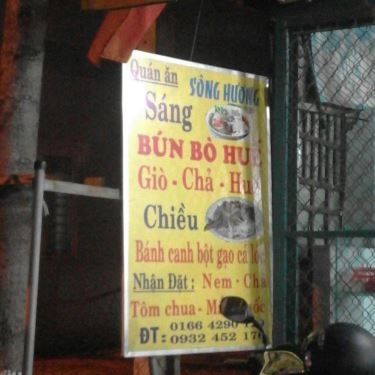 Quán ăn SÔNG HƯƠNG
Sáng
BÚN BÒ HUẾ
Giò - Chả - Huế
Chiều
Bánh canh bột gạo cá lóc
Nhận Đặt : Nem - Chả
Tôm chua -
ĐT : 0166 4290
0932 452